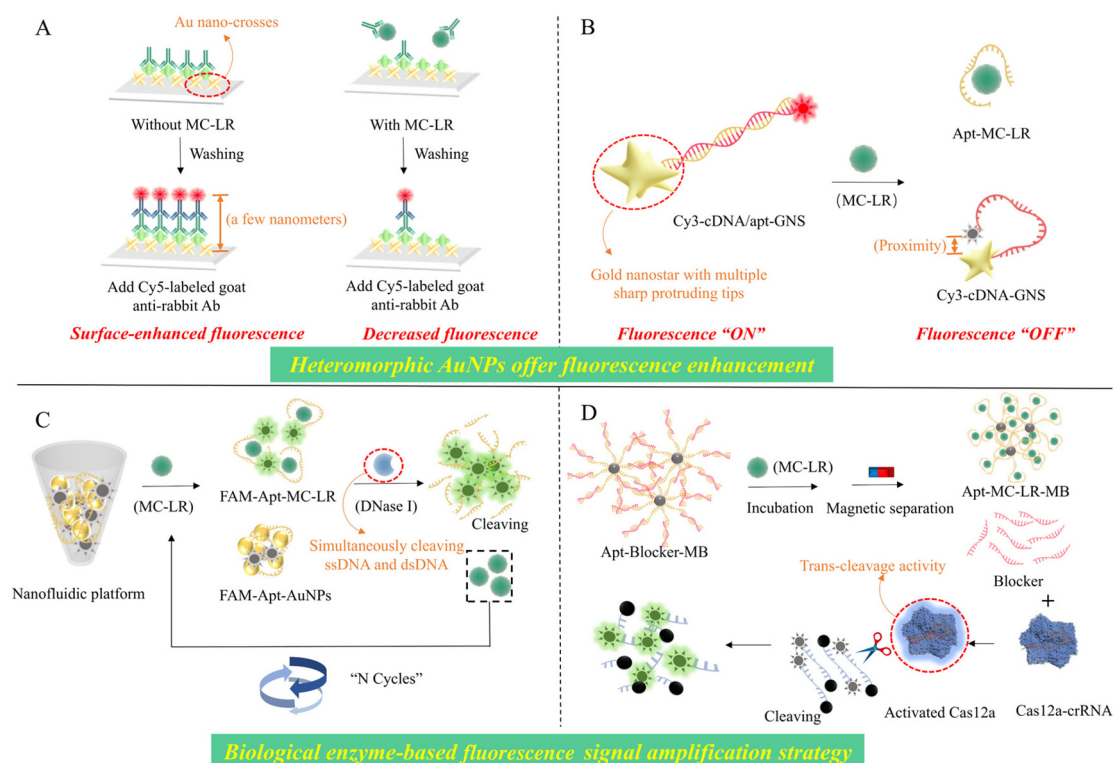 A
Au nano-crosses
Without MC-LR
With MC-LR
Washing
Washing
(a few nanometers)
Add Cy5-labeled goat
anti-rabbit Ab
Add Cy5-labeled goat
anti-rabbit Ab
Surface-enhanced fluorescence
Decreased fluorescence
B
Apt-MC-LR
Cy3-cDNA/apt-GNS
(MC-LR)
(Proximity)
Gold nanostar with multiple
sharp protruding tips
Cy3-cDNA-GNS
Fluorescence “ON”
Fluorescence “OFF”
Heteromorphic AuNPs offer fluorescence enhancement
C
(MC-LR)
FAM-Apt-MC-LR
(DNase I)
Cleaving
Simultaneously cleaving
ssDNA and dsDNA
Nanofluidic platform
FAM-Apt-AuNPs
“N Cycles”
D
(MC-LR)
Incubation
Magnetic separation
Apt-MC-LR-MB
Apt-Blocker-MB
Blocker
Trans-cleavage activity
+
Cleaving
Activated Cas12a
Cas12a-crRNA
Biological enzyme-based fluorescence signal amplification strategy